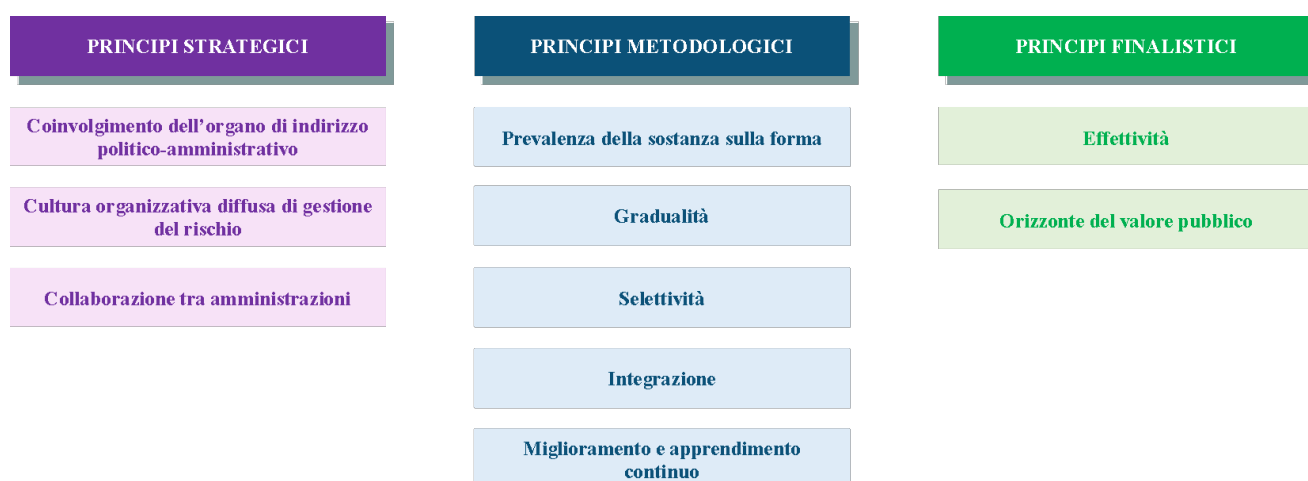 PRINCIPI STRATEGICI
Coinvolgimento dell’organo di indirizzo
politico-amministrativo
Cultura organizzativa diffusa di gestione
del rischio
Collaborazione tra amministrazioni
PRINCIPI METODOLOGICI
Prevalenza della sostanza sulla forma
Gradualità
Selettività
Integrazione
Miglioramento e apprendimento
continuo
PRINCIPI FINALISTICI
Effettività
Orizzonte del valore pubblico